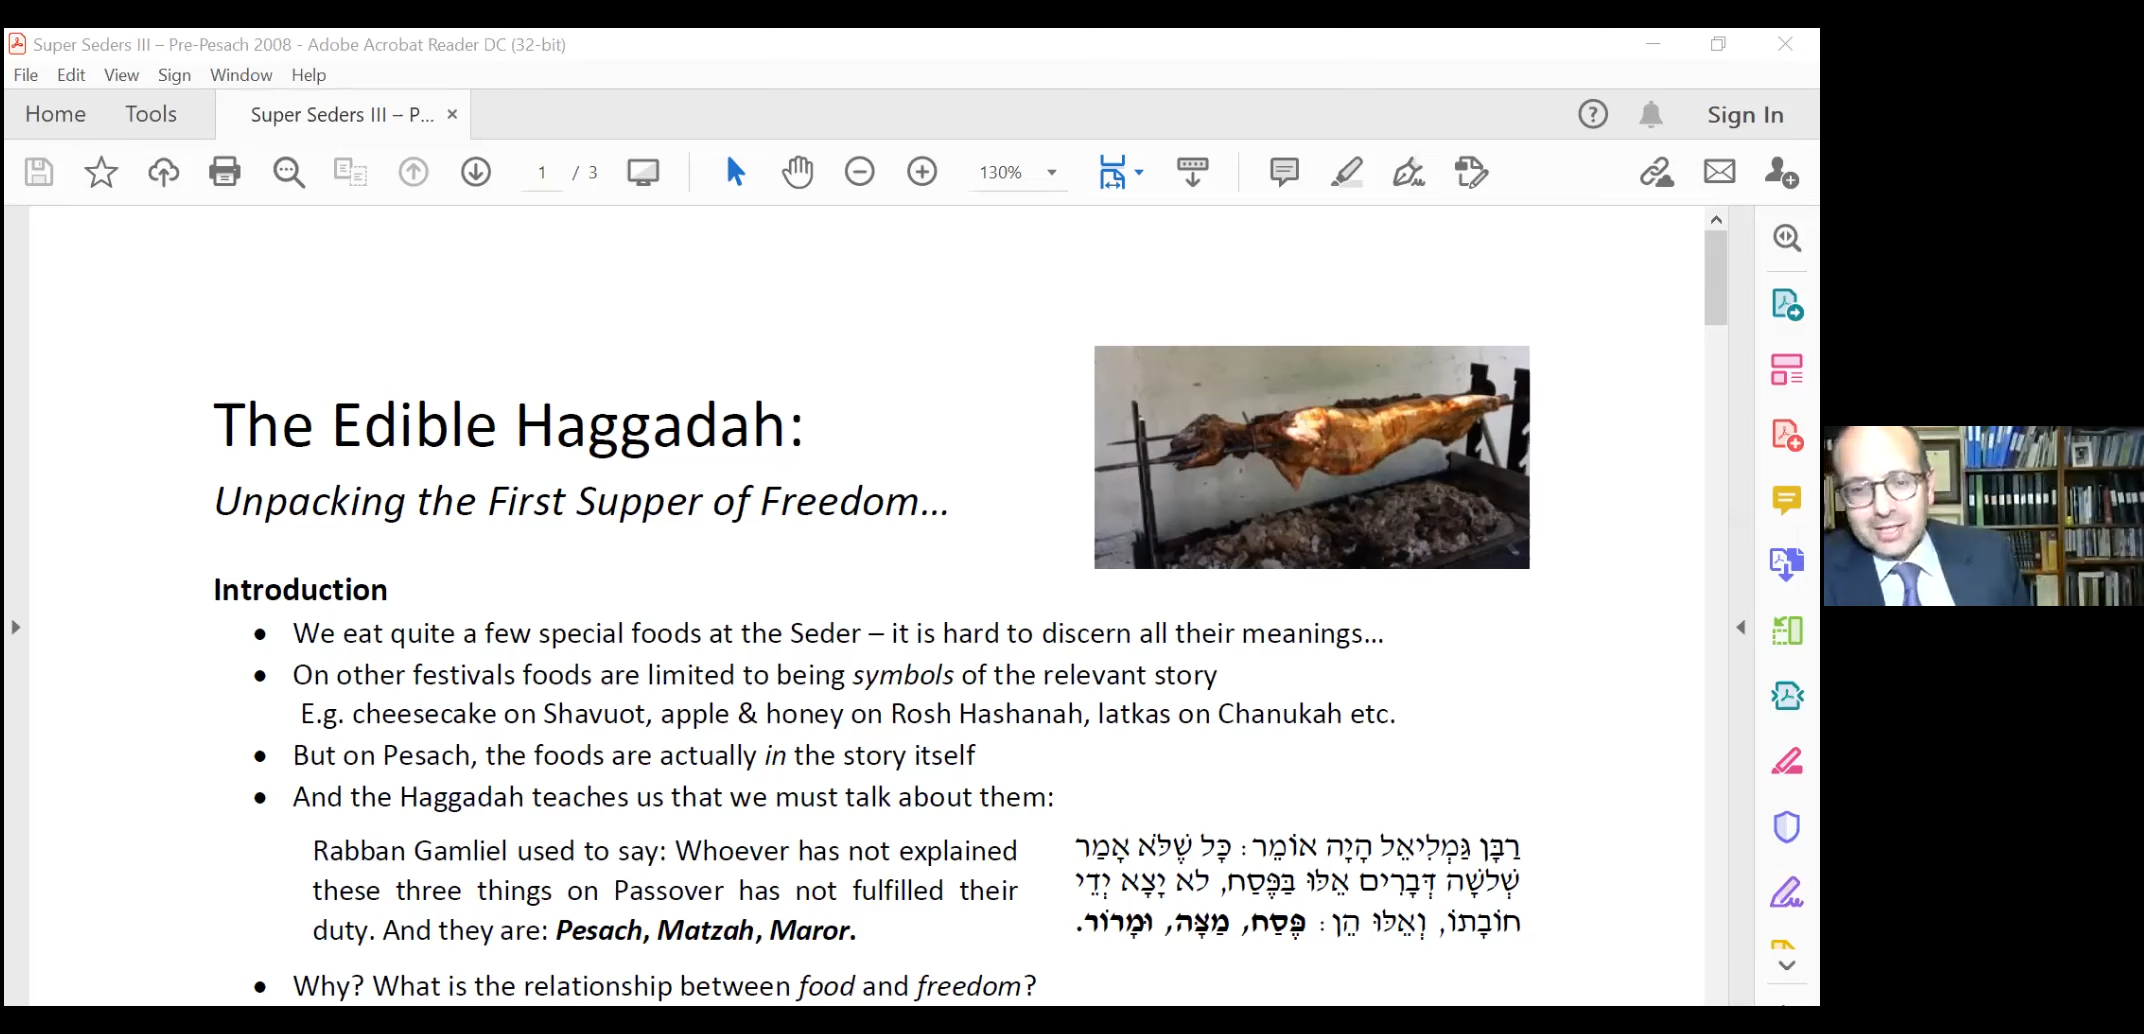 Super Seders III – Pre-Pesach 2008 - Adobe Acrobat Reader DC (32-bit)
File Edit View Sign Window Help
Home Tools Super Seders III – P... × Sign In
1 / 3 130%
The Edible Haggadah:
Unpacking the First Supper of Freedom...
Introduction
• We eat quite a few special foods at the Seder – it is hard to discern all their meanings...
• On other festivals foods are limited to being symbols of the relevant story
E.g. cheesecake on Shavuot, apple & honey on Rosh Hashanah, latkas on Chanukah etc.
• But on Pesach, the foods are actually in the story itself
• And the Haggadah teaches us that we must talk about them:
Rabban Gamliel used to say: Whoever has not explained
these three things on Passover has not fulfilled their
duty. And they are: Pesach, Matzah, Maror.
רַבָּן גַּמְלִיאֵל הָיָה אוֹמֵר: כָּל שֶׁלֹּא אָמַר
שְׁלֹשָׁה דְּבָרִים אֵלּוּ בַּפֶּסַח, לֹא יָצָא יְדֵי
חוֹבָתוֹ, וְאֵלּוּ הֵן: פֶּסַח, מַצָּה, וּמָרוֹר.
• Why? What is the relationship between food and freedom?